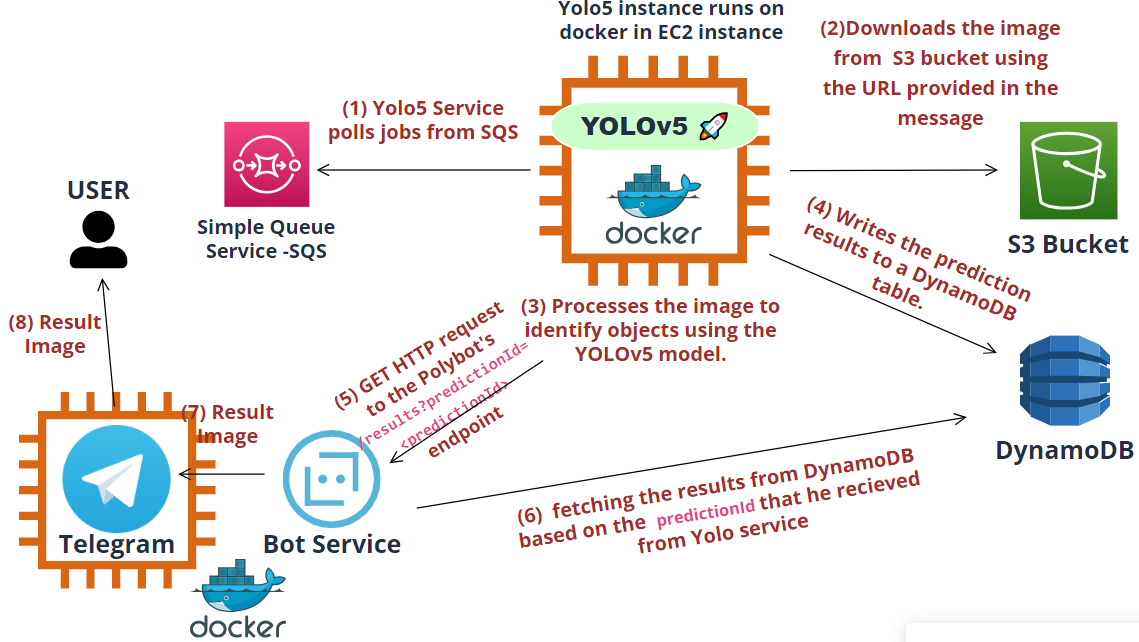 Yolo5 instance runs on
docker in EC2 instance
(2)Downloads the image
from S3 bucket using
the URL provided in the
message
(1) Yolo5 Service
polls jobs from SQS
YOLOv5
docker
USER
Simple Queue
Service -SQS
S3 Bucket
(4) Writes the prediction
results to a DynamoDB
table.
(3) Processes the image to
identify objects using the
YOLOv5 model.
(8) Result
Image
(5) GET HTTP request
to the Polybot's
/results?predictionId=
<predictionId>
endpoint
(7) Result
Image
DynamoDB
(6) fetching the results from DynamoDB
based on the predictionId that he recieved
from Yolo service
Telegram
Bot Service
docker